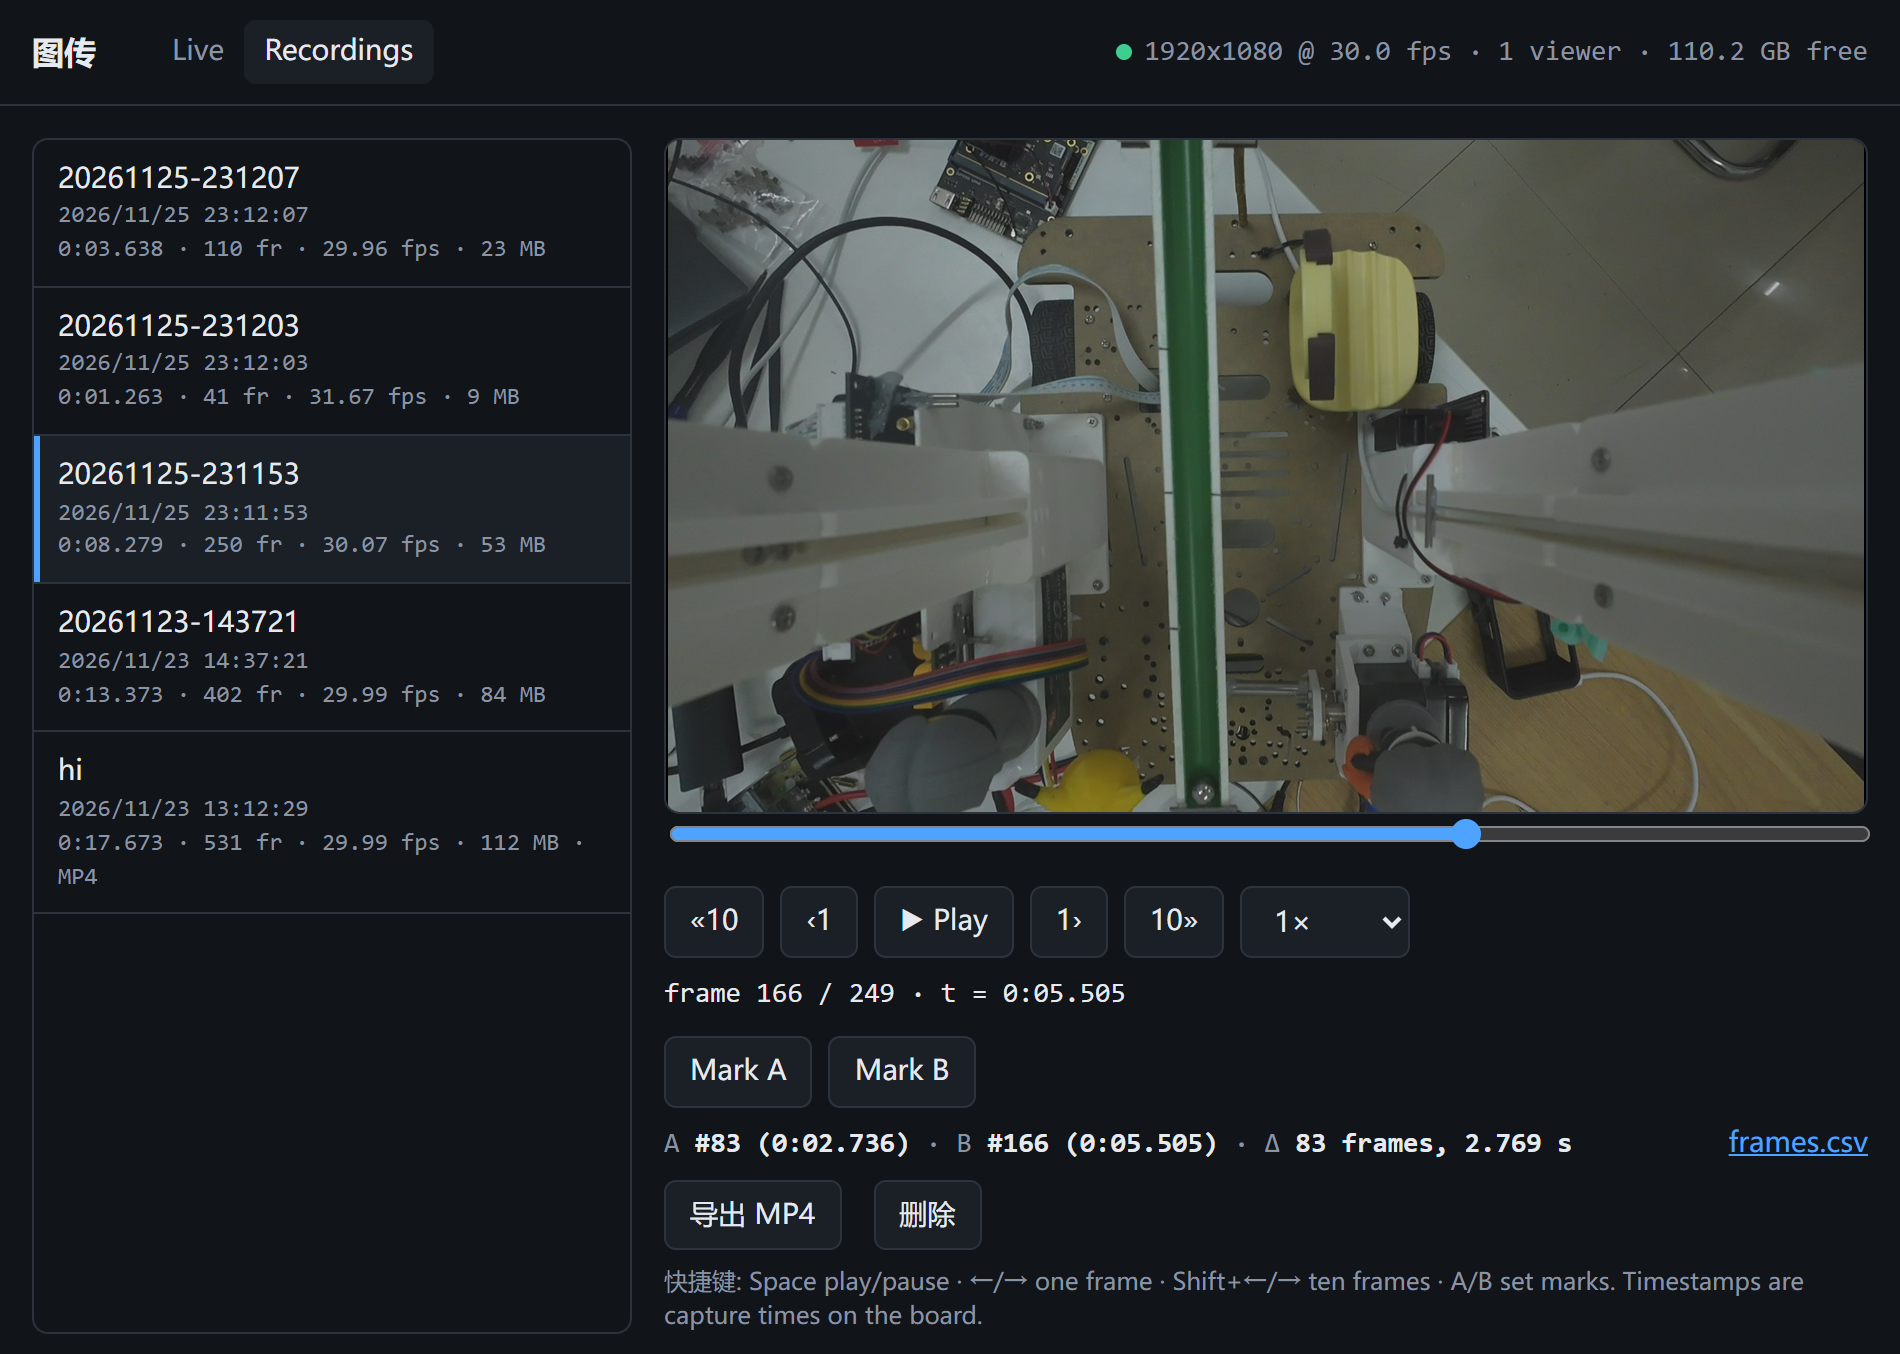 图传 Live Recordings 1920x1080 @ 30.0 fps · 1 viewer · 110.2 GB free
20261125-231207
2026/11/25 23:12:07
0:03.638 · 110 fr · 29.96 fps · 23 MB
20261125-231203
2026/11/25 23:12:03
0:01.263 · 41 fr · 31.67 fps · 9 MB
20261125-231153
2026/11/25 23:11:53
0:08.279 · 250 fr · 30.07 fps · 53 MB
20261123-143721
2026/11/23 14:37:21
0:13.373 · 402 fr · 29.99 fps · 84 MB
hi
2026/11/23 13:12:29
0:17.673 · 531 fr · 29.99 fps · 112 MB ·
MP4
«10 ‹1 ▶ Play 1› 10» 1×
frame 166 / 249 · t = 0:05.505
Mark A Mark B
A #83 (0:02.736) · B #166 (0:05.505) · Δ 83 frames, 2.769 s frames.csv
导出 MP4 删除
快捷键: Space play/pause · ←/→ one frame · Shift+←/→ ten frames · A/B set marks. Timestamps are
capture times on the board.